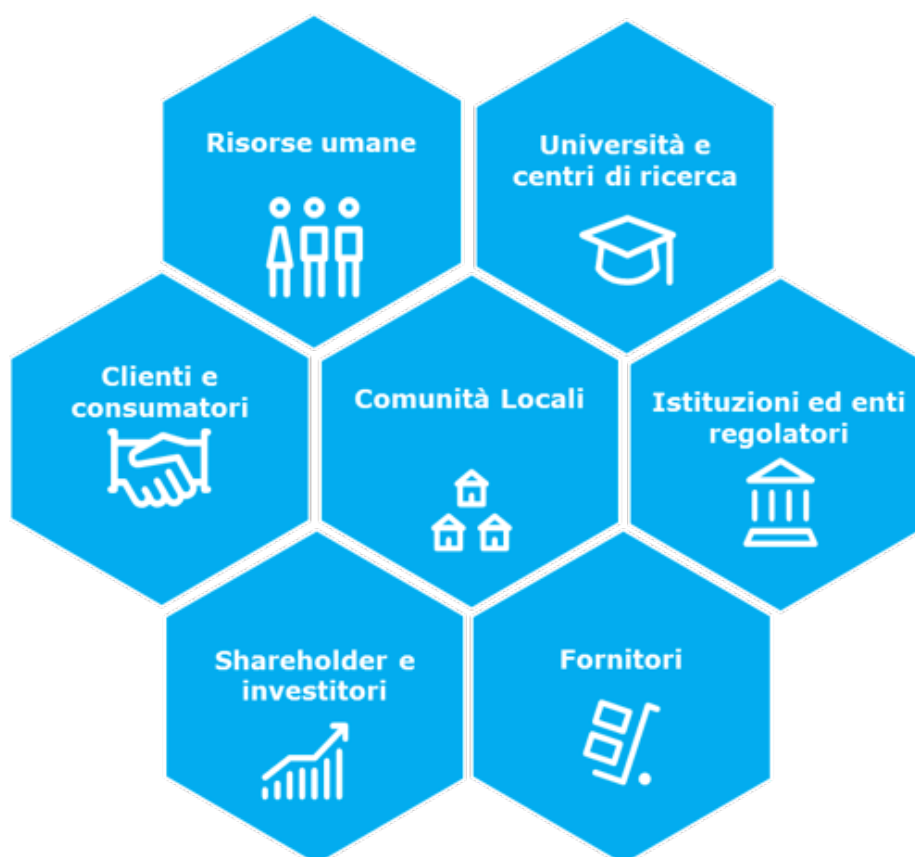 Risorse umane
Università e
centri di ricerca
Clienti e
consumatori
Comunità Locali
Istituzioni ed enti
regolatori
Shareholder e
investitori
Fornitori